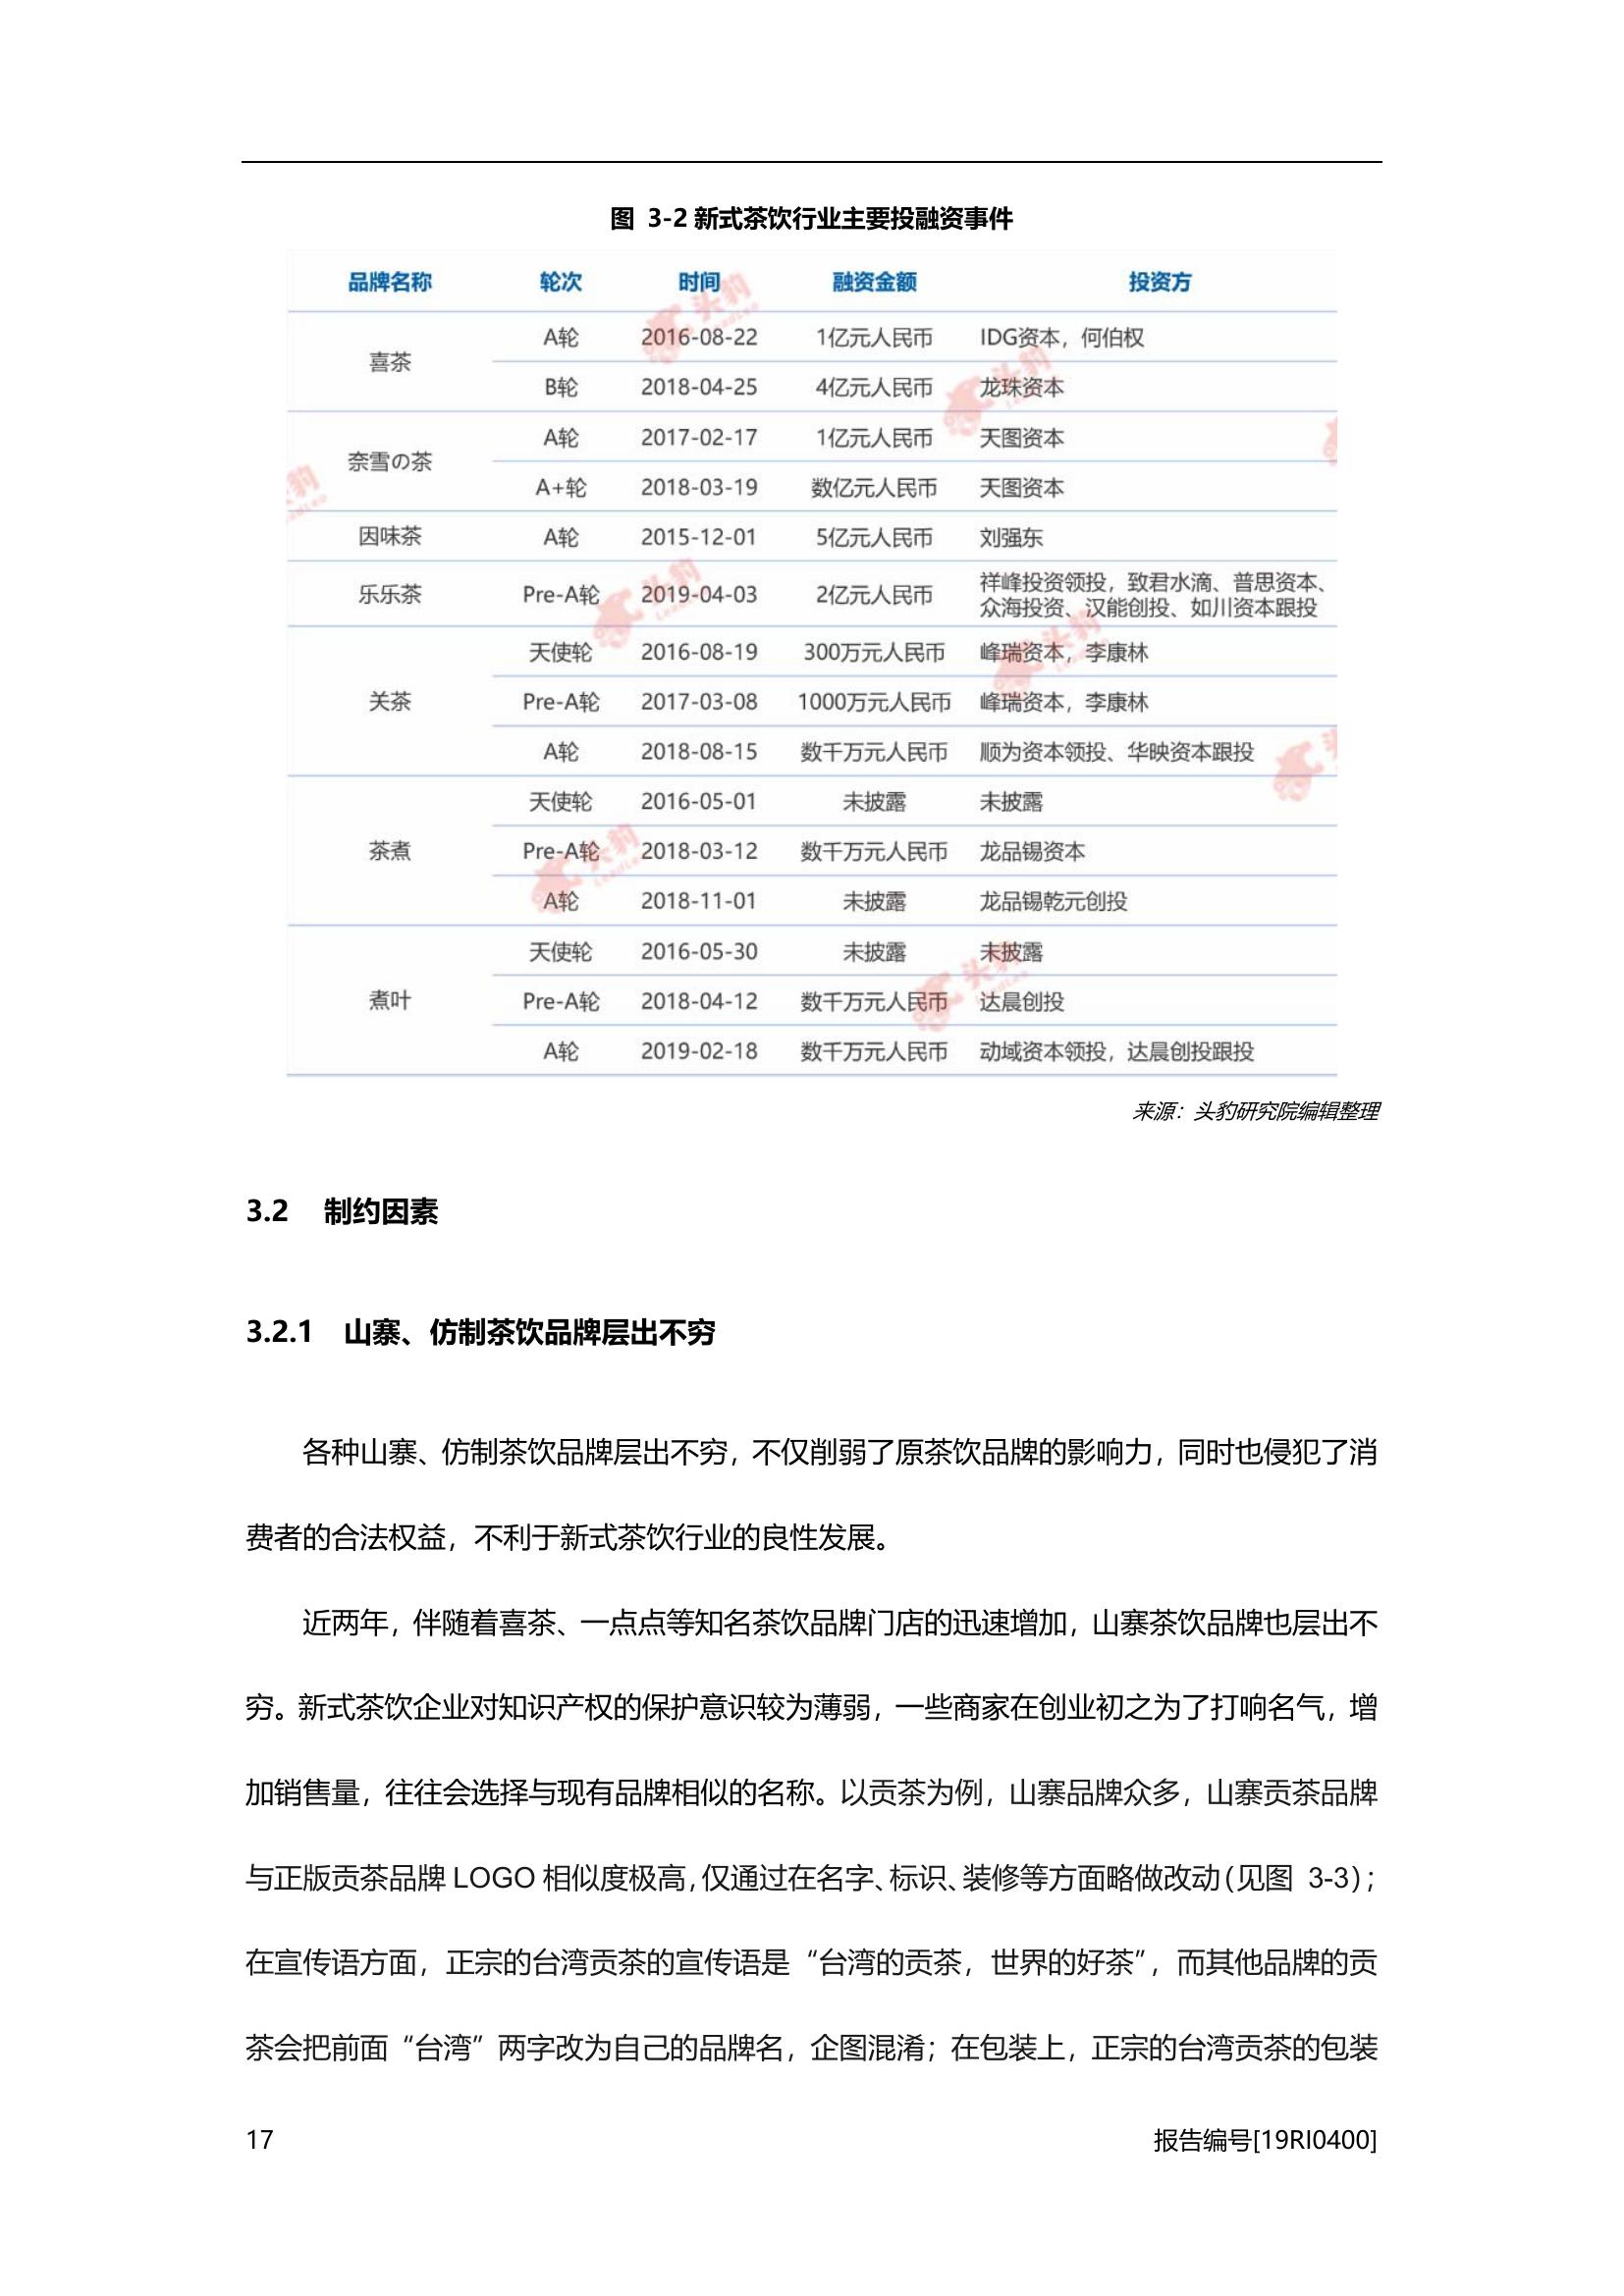 图 3-2 新式茶饮行业主要投融资事件
品牌名称 轮次 时间 融资金额 投资方
喜茶 A轮 2016-08-22 1亿元人民币 IDG资本，何伯权
B轮 2018-04-25 4亿元人民币 龙珠资本
奈雪の茶 A轮 2017-02-17 1亿元人民币 天图资本
A+轮 2018-03-19 数亿元人民币 天图资本
因味茶 A轮 2015-12-01 5亿元人民币 刘强东
乐乐茶 Pre-A轮 2019-04-03 2亿元人民币 祥峰投资领投，致君水滴、普思资本、
众海投资、汉能创投、如川资本跟投
关茶 天使轮 2016-08-19 300万元人民币 峰瑞资本，李康林
Pre-A轮 2017-03-08 1000万元人民币 峰瑞资本，李康林
A轮 2018-08-15 数千万元人民币 顺为资本领投、华映资本跟投
茶煮 天使轮 2016-05-01 未披露 未披露
Pre-A轮 2018-03-12 数千万元人民币 龙品锡资本
A轮 2018-11-01 未披露 龙品锡乾元创投
煮叶 天使轮 2016-05-30 未披露 未披露
Pre-A轮 2018-04-12 数千万元人民币 达晨创投
A轮 2019-02-18 数千万元人民币 动域资本领投，达晨创投跟投
来源：头豹研究院编辑整理
3.2 制约因素
3.2.1 山寨、仿制茶饮品牌层出不穷
各种山寨、仿制茶饮品牌层出不穷，不仅削弱了原茶饮品牌的影响力，同时也侵犯了消
费者的合法权益，不利于新式茶饮行业的良性发展。
近两年，伴随着喜茶、一点点等知名茶饮品牌门店的迅速增加，山寨茶饮品牌也层出不
穷。新式茶饮企业对知识产权的保护意识较为薄弱，一些商家在创业初之为了打响名气，增
加销售量，往往会选择与现有品牌相似的名称。以贡茶为例，山寨品牌众多，山寨贡茶品牌
与正版贡茶品牌 LOGO 相似度极高，仅通过在名字、标识、装修等方面略做改动（见图 3-3）；
在宣传语方面，正宗的台湾贡茶的宣传语是“台湾的贡茶，世界的好茶”，而其他品牌的贡
茶会把前面“台湾”两字改为自己的品牌名，企图混淆；在包装上，正宗的台湾贡茶的包装
17 报告编号[19RI0400]